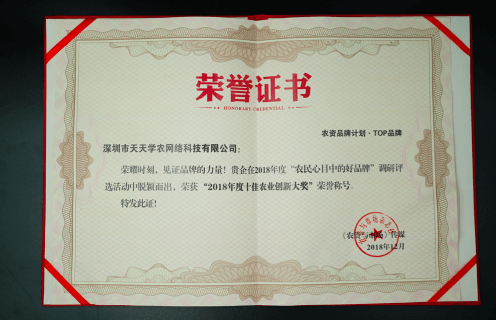 荣誉证书
HONORARY CREDENTIAL
农资品牌计划·TOP品牌
深圳市天天学农网络科技有限公司：
荣耀时刻，见证品牌的力量！贵企在2018年度“农民心目中的好品牌”调研评
选活动中脱颖而出，荣获“2018年度十佳农业创新大奖”荣誉称号。
特发此证！
《农资 》传媒
2018年12月